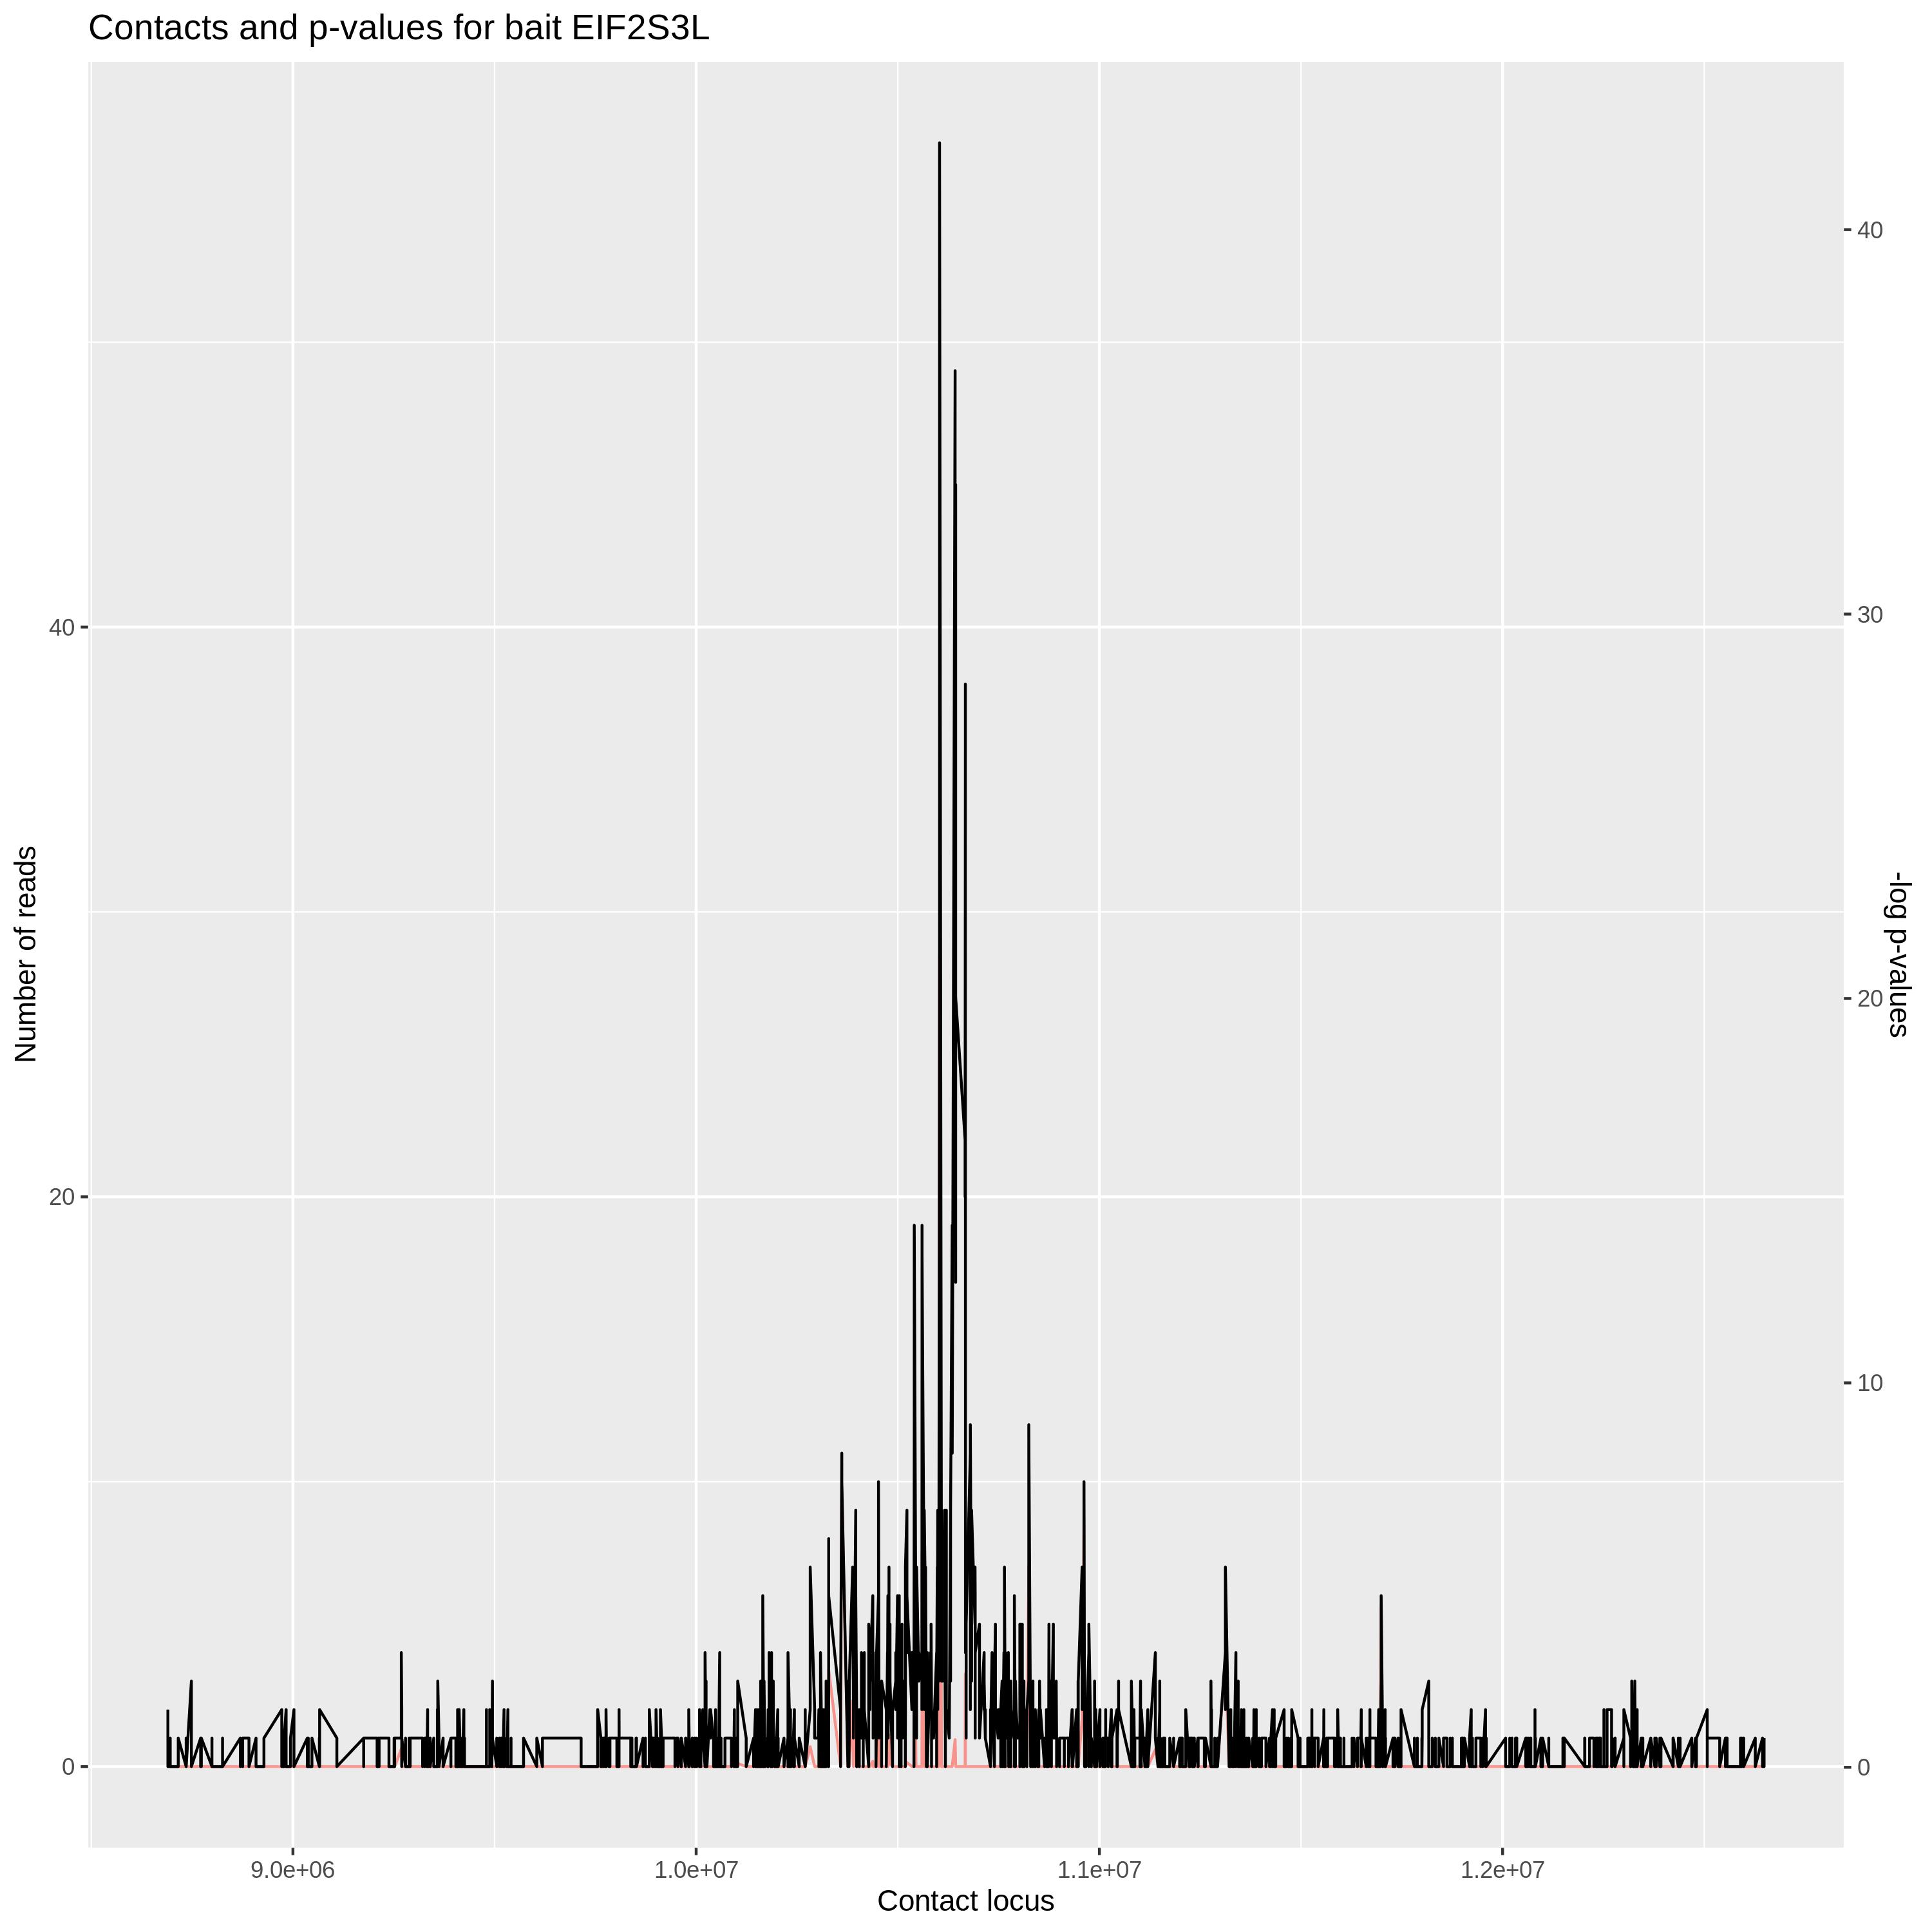 Contacts and p-values for bait EIF2S3L
Number of reads
40
20
0
40
30
20
10
0
-log p-values
9.0e+06
1.0e+07
1.1e+07
1.2e+07
Contact locus